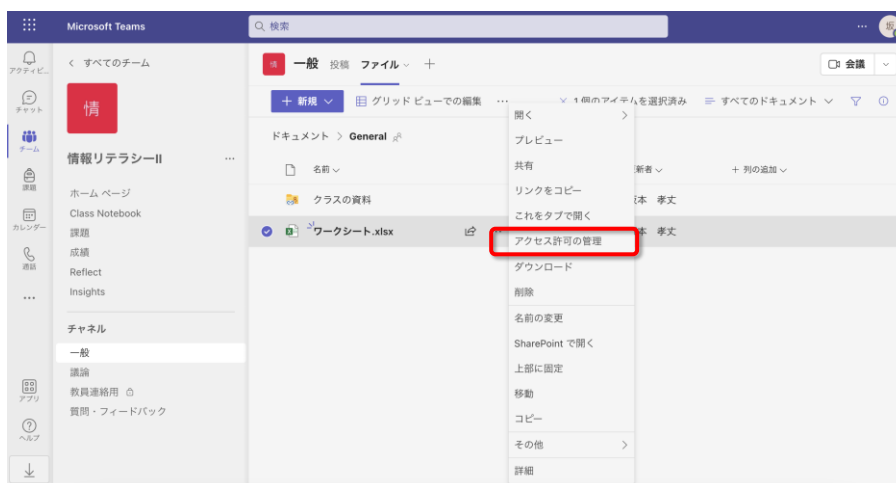 Microsoft Teams
検索
坂
アクティビ...
チャット
チーム
課題
カレンダー
通話
アプリ
ヘルプ
すべてのチーム
情
情報リテラシーII
ホーム ページ
Class Notebook
課題
成績
Reflect
Insights
チャネル
一般
議論
教員連絡用
質問・フィードバック
情 一般 投稿 ファイル
会議
新規 グリッド ビューでの編集 1 個のアイテムを選択済み すべてのドキュメント
ドキュメント > General
名前 新者 + 列の追加
クラスの資料 本 孝丈
ワークシート.xlsx 本 孝丈
開く
プレビュー
共有
リンクをコピー
これをタブで開く
アクセス許可の管理
ダウンロード
削除
名前の変更
SharePoint で開く
上部に固定
移動
コピー
その他
詳細